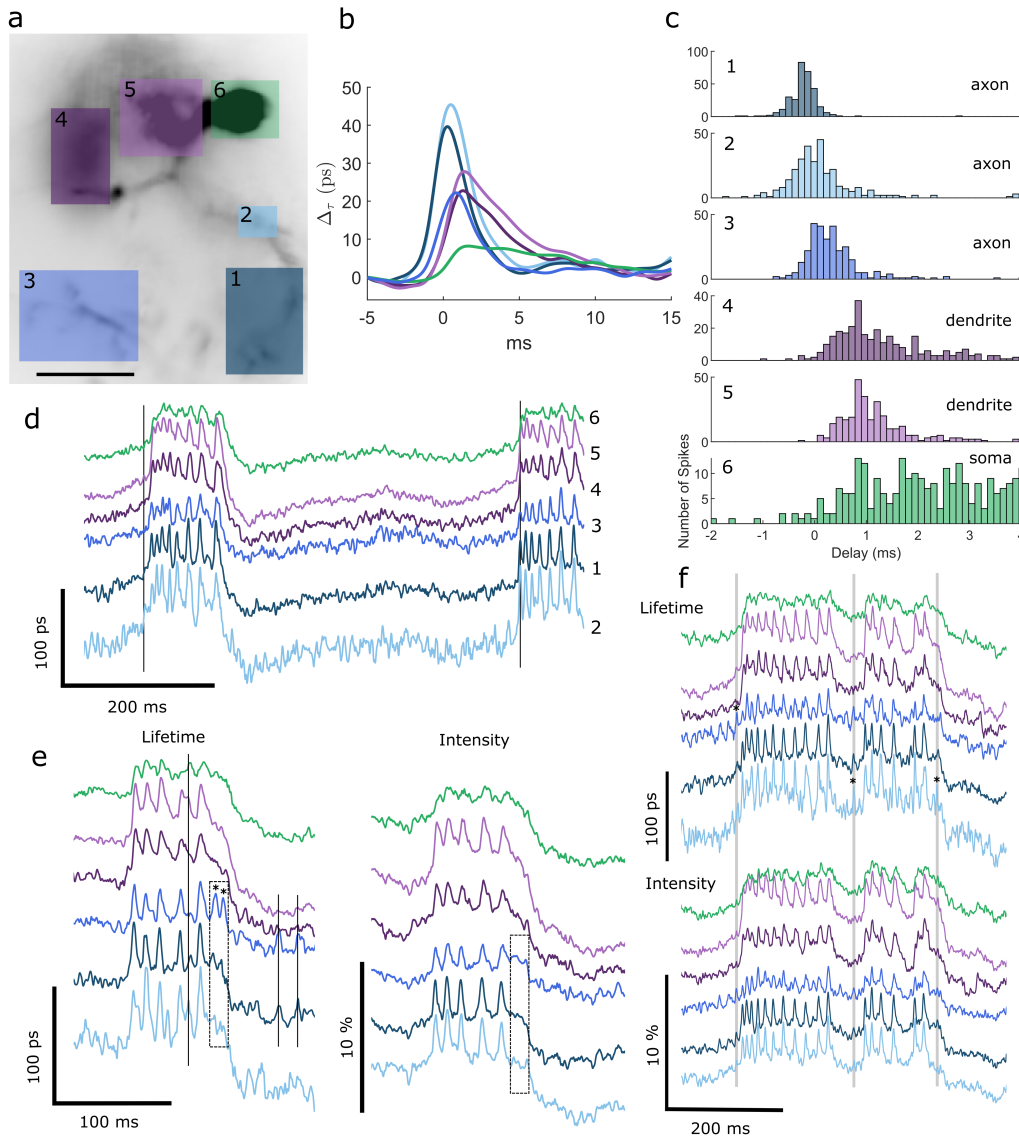 a
5
6
4
2
3
1
b
Δτ (ps)
50
40
30
20
10
0
-5
0
5
10
15
ms
c
100
50
0
1
axon
40
20
0
2
axon
50
0
3
axon
40
20
0
4
dendrite
50
0
5
dendrite
10
5
0
6
soma
Number of Spikes
-2
-1
0
1
2
3
4
Delay (ms)
d
6
5
4
3
1
2
100 ps
200 ms
e
Lifetime
Intensity
* *
100 ps
100 ms
10 %
f
Lifetime
*
*
*
100 ps
Intensity
10 %
200 ms